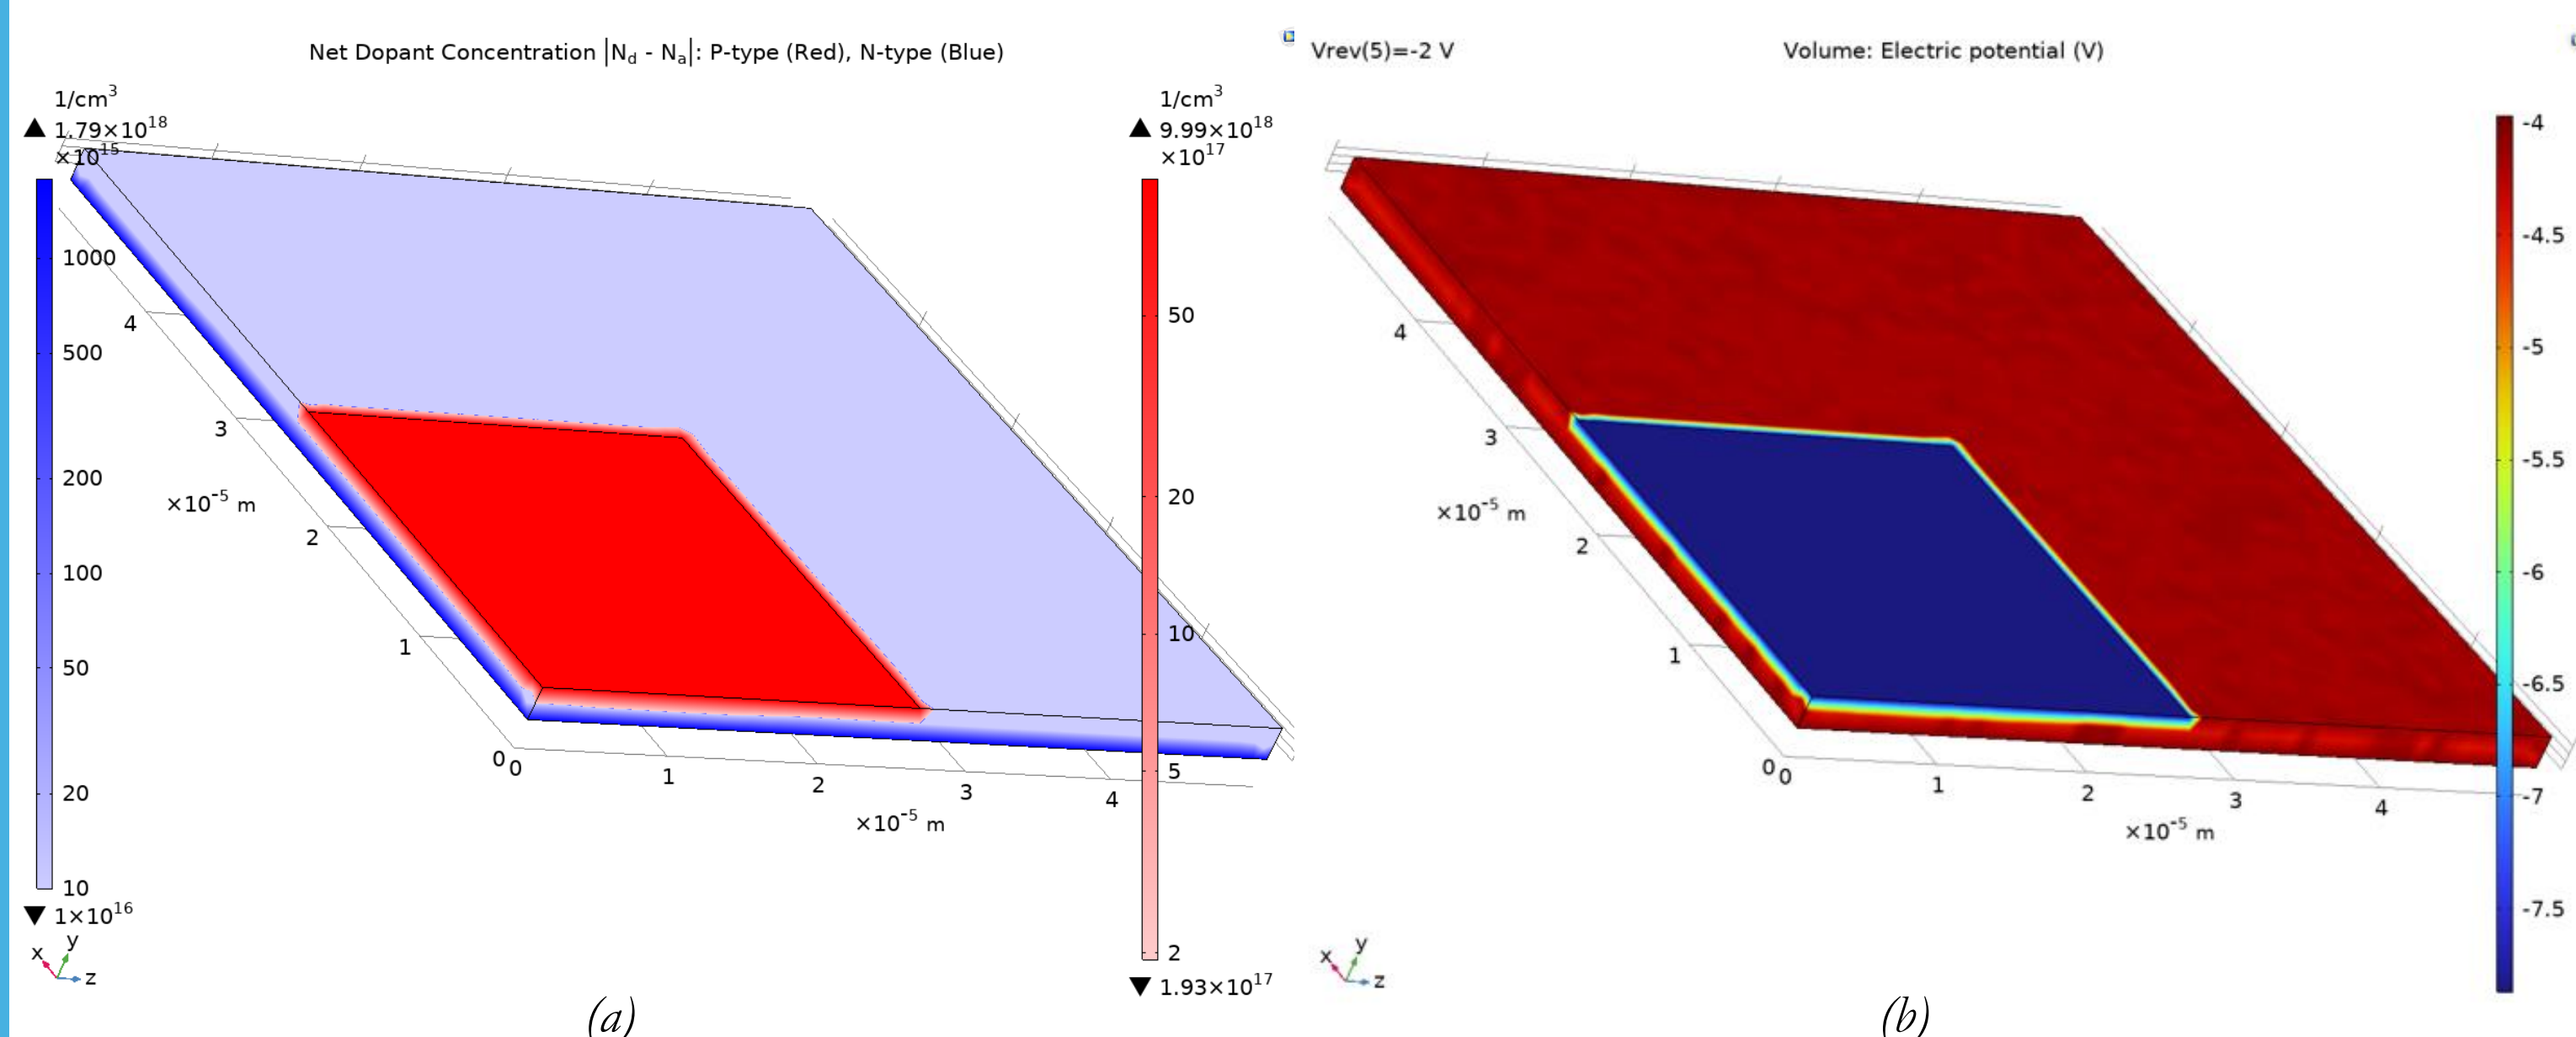 Net Dopant Concentration |Nd - Na|: P-type (Red), N-type (Blue)
1/cm³
1.79×10¹⁸
×10¹⁵
1000
500
200
100
50
20
10
1×10¹⁶
x
y
z
4
3
2
1
0
×10⁻⁵ m
0
1
2
3
4
×10⁻⁵ m
1/cm³
9.99×10¹⁸
×10¹⁷
50
20
10
5
2
1.93×10¹⁷
(a)
Vrev(5)=-2 V
Volume: Electric potential (V)
4
3
2
1
0
×10⁻⁵ m
0
1
2
3
4
×10⁻⁵ m
-4
-4.5
-5
-5.5
-6
-6.5
-7
-7.5
x
y
z
(b)